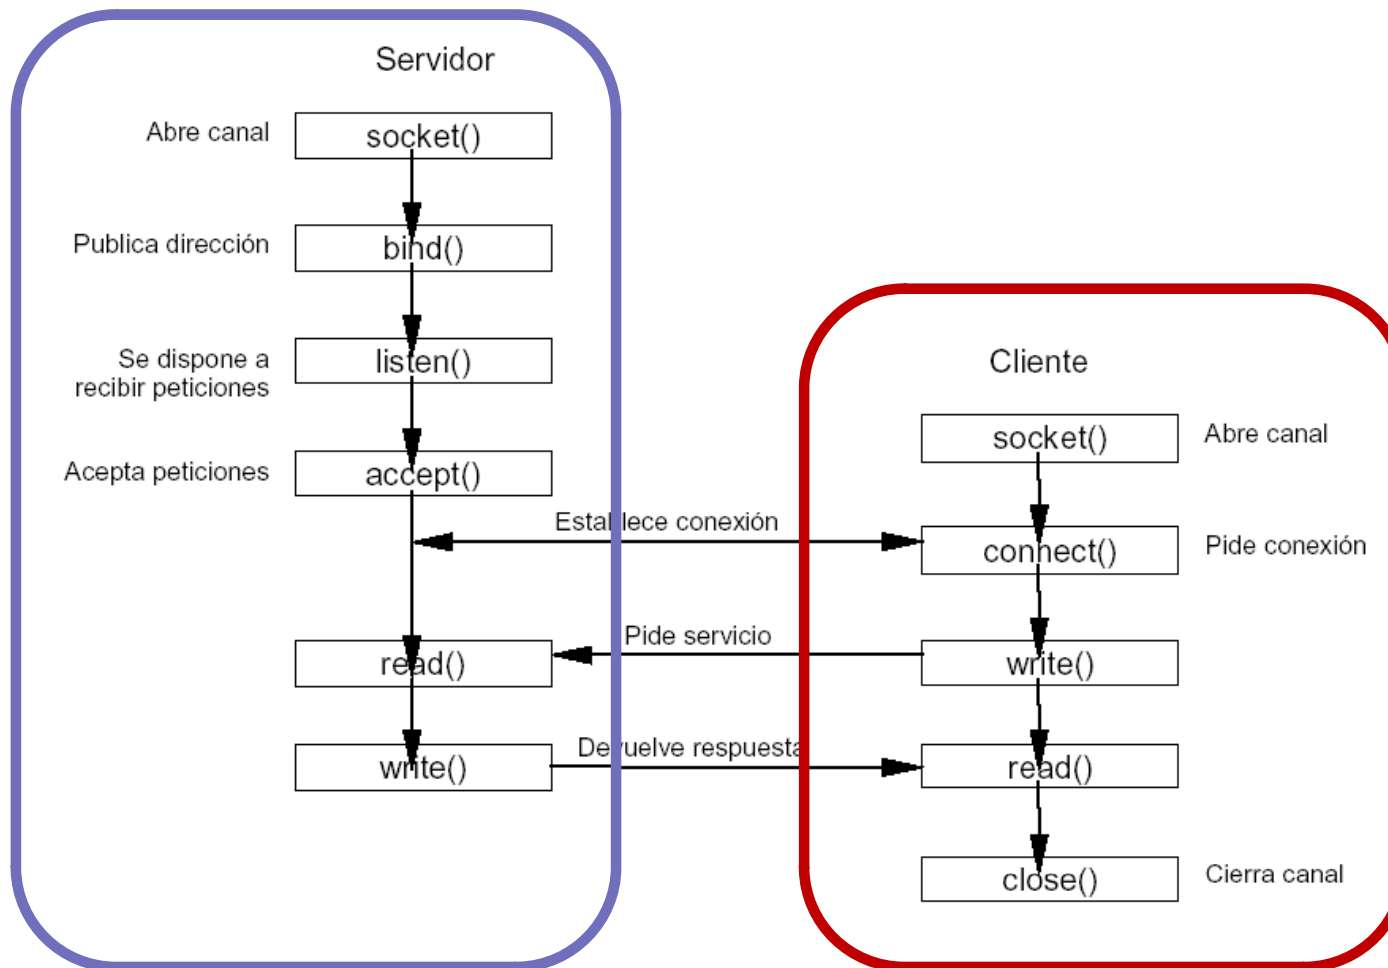 Servidor
Abre canal
socket()
Publica dirección
bind()
Se dispone a
recibir peticiones
listen()
Acepta peticiones
accept()
Cliente
socket()
Abre canal
Establece conexión
connect()
Pide conexión
Pide servicio
read()
write()
Devuelve respuesta
write()
read()
close()
Cierra canal